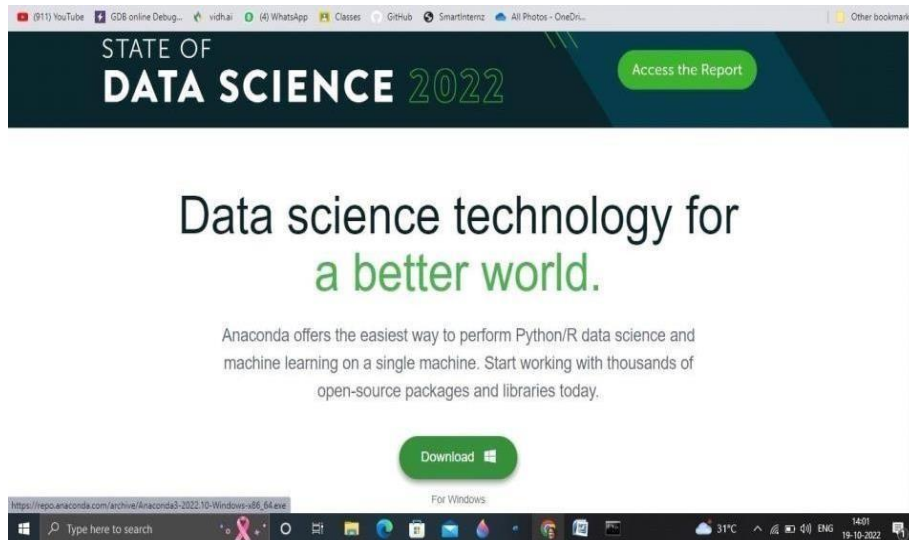 (911) YouTube GDB online Debug... vidh.ai (4) WhatsApp Classes GitHub SmartInternz All Photos - OneDri... Other bookmark
STATE OF
DATA SCIENCE 2022
Access the Report
Data science technology for
a better world.
Anaconda offers the easiest way to perform Python/R data science and
machine learning on a single machine. Start working with thousands of
open-source packages and libraries today.
Download
For Windows
https://repo.anaconda.com/archive/Anaconda3-2022.10-Windows-x86_64.exe
Type here to search 31°C ENG 14:01
19-10-2022